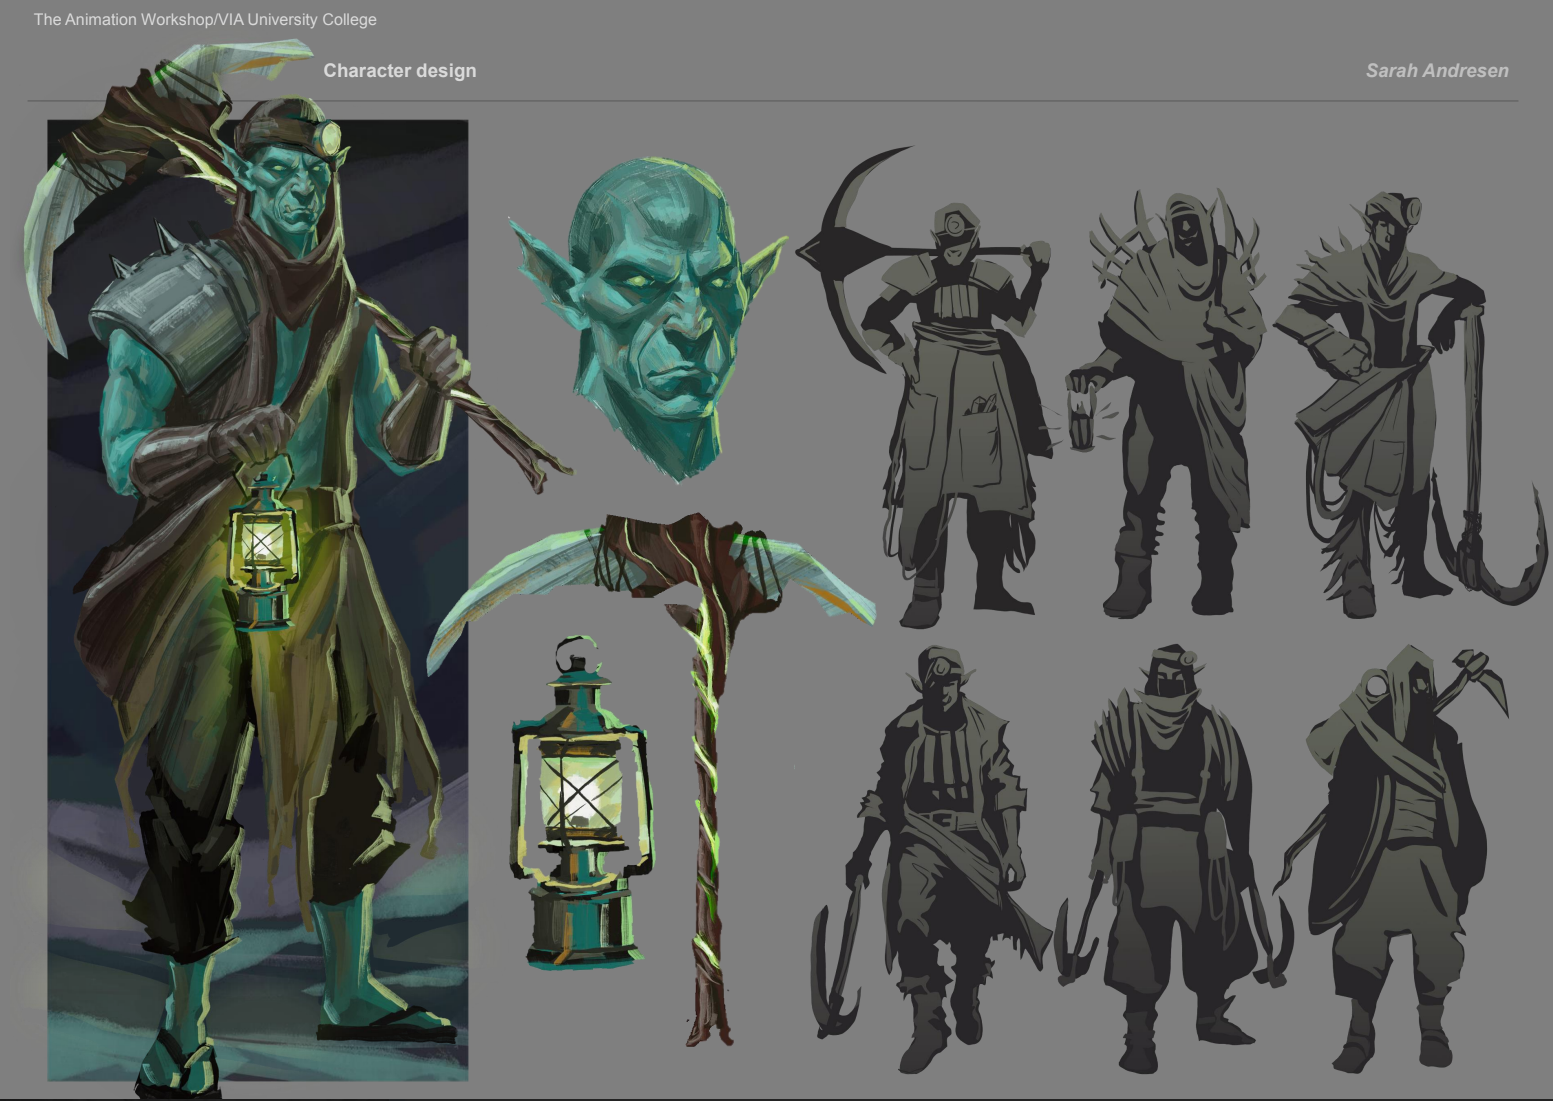 The Animation Workshop/VIA University College
Character design
Sarah Andresen